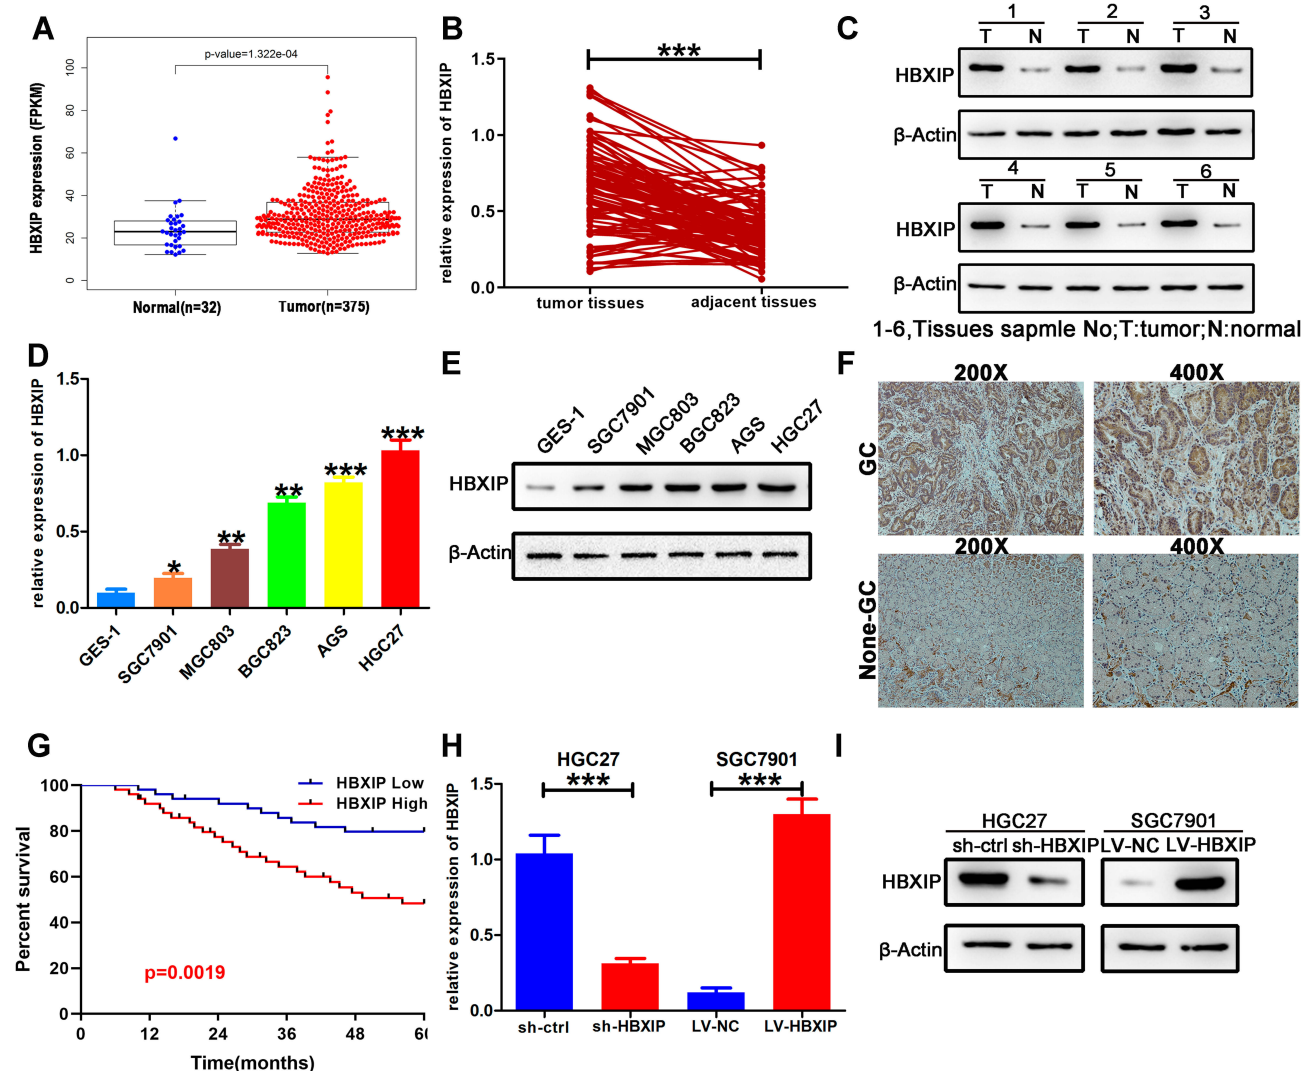 A
HBXIP expression (FPKM)
p-value=1.322e-04
100
80
60
40
20
0
Normal(n=32)
Tumor(n=375)
B
relative expression of HBXIP
***
1.5
1.0
0.5
0.0
tumor tissues
adjacent tissues
C
1 2 3
T N T N T N
HBXIP
β-Actin
4 5 6
T N T N T N
HBXIP
β-Actin
1-6,Tissues sapmle No;T:tumor;N:normal
D
relative expression of HBXIP
1.5
1.0
0.5
0.0
* ** ** *** ***
GES-1 SGC7901 MGC803 BGC823 AGS HGC27
E
GES-1 SGC7901 MGC803 BGC823 AGS HGC27
HBXIP
β-Actin
F
200X 400X
GC
200X 400X
None-GC
G
Percent survival
100
80
60
40
20
0
HBXIP Low
HBXIP High
p=0.0019
0 12 24 36 48 60
Time(months)
H
relative expression of HBXIP
HGC27 SGC7901
*** ***
1.5
1.0
0.5
0.0
sh-ctrl sh-HBXIP LV-NC LV-HBXIP
I
HGC27 SGC7901
sh-ctrl sh-HBXIP LV-NC LV-HBXIP
HBXIP
β-Actin